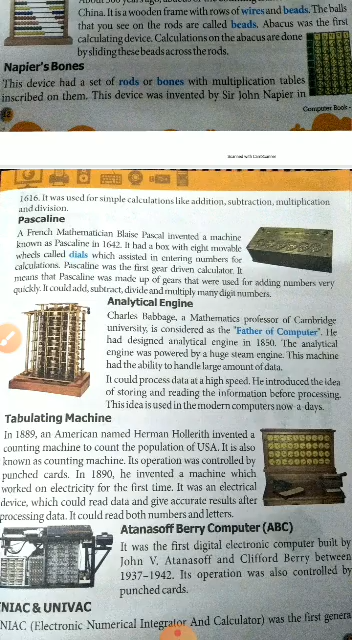 China. It is a wooden frame with rows of wires and beads. The balls
that you see on the rods are called beads. Abacus was the first
calculating device. Calculations on the abacus are done
by sliding these beads across the rods.
Napier's Bones
This device had a set of rods or bones with multiplication tables
inscribed on them. This device was invented by Sir John Napier in
Computer Book -
Scanned with CamScanner
1616. It was used for simple calculations like addition, subtraction, multiplication
and division.
Pascaline
A French Mathematician Blaise Pascal invented a machine
known as Pascaline in 1642. It had a box with eight movable
wheels called dials which assisted in entering numbers for
calculations. Pascaline was the first gear driven calculator. It
means that Pascaline was made up of gears that were used for adding numbers very
quickly. It could add, subtract, divide and multiply many digit numbers.
Analytical Engine
Charles Babbage, a Mathematics professor of Cambridge
university, is considered as the "Father of Computer". He
had designed analytical engine in 1850. The analytical
engine was powered by a huge steam engine. This machine
had the ability to handle large amount of data.
It could process data at a high speed. He introduced the idea
of storing and reading the information before processing.
This idea is used in the modern computers now-a-days.
Tabulating Machine
In 1889, an American named Herman Hollerith invented a
counting machine to count the population of USA. It is also
known as counting machine. Its operation was controlled by
punched cards. In 1890, he invented a machine which
worked on electricity for the first time. It was an electrical
device, which could read data and give accurate results after
processing data. It could read both numbers and letters.
Atanasoff Berry Computer (ABC)
It was the first digital electronic computer built by
John V. Atanasoff and Clifford Berry between
1937-1942. Its operation was also controlled by
punched cards.
NIAC & UNIVAC
NIAC (Electronic Numerical Integrator And Calculator) was the first genera